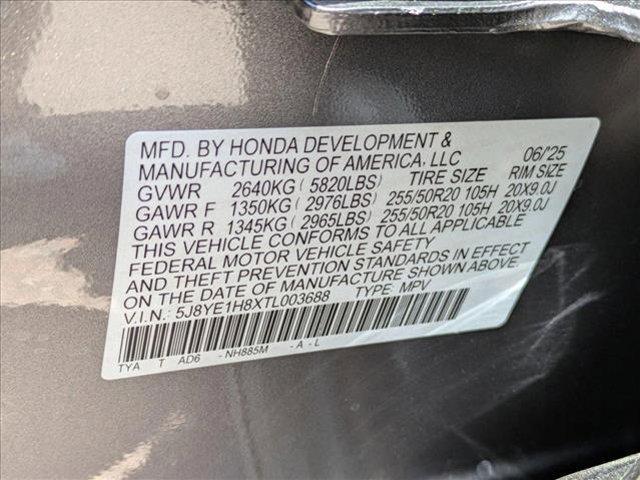 MFD. BY HONDA DEVELOPMENT & 06/'25
MANUFACTURING OF AMERICA, LLC TIRE SIZE RIM SIZE
GVWR 2640KG ( 5820LBS)
GAWR F 1350KG ( 2976LBS) 255/50R20 105H 20X9.0J
GAWR R 1345KG ( 2965LBS) 255/50R20 105H 20X9.0J
THIS VEHICLE CONFORMS TO ALL APPLICABLE
FEDERAL MOTOR VEHICLE SAFETY
AND THEFT PREVENTION STANDARDS IN EFFECT
ON THE DATE OF MANUFACTURE SHOWN ABOVE.
V.I.N.: 5J8YE1H8XTL003688 TYPE: MPV
TYA T AD6 - NH885M - A - L